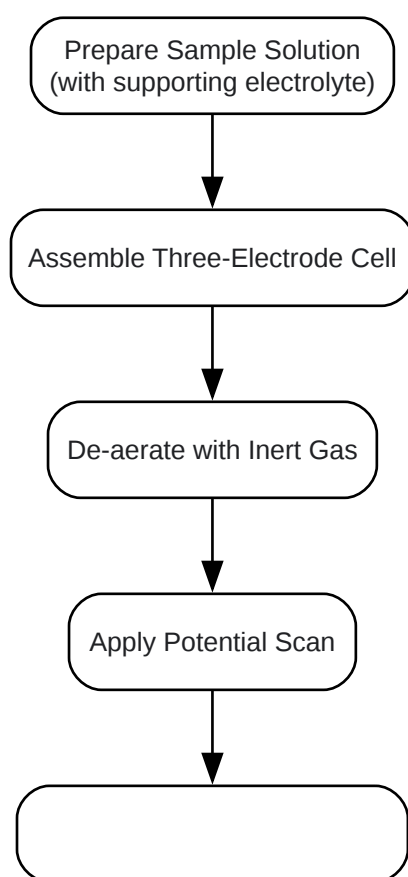 Prepare Sample Solution
(with supporting electrolyte)
Assemble Three-Electrode Cell
De-aerate with Inert Gas
Apply Potential Scan